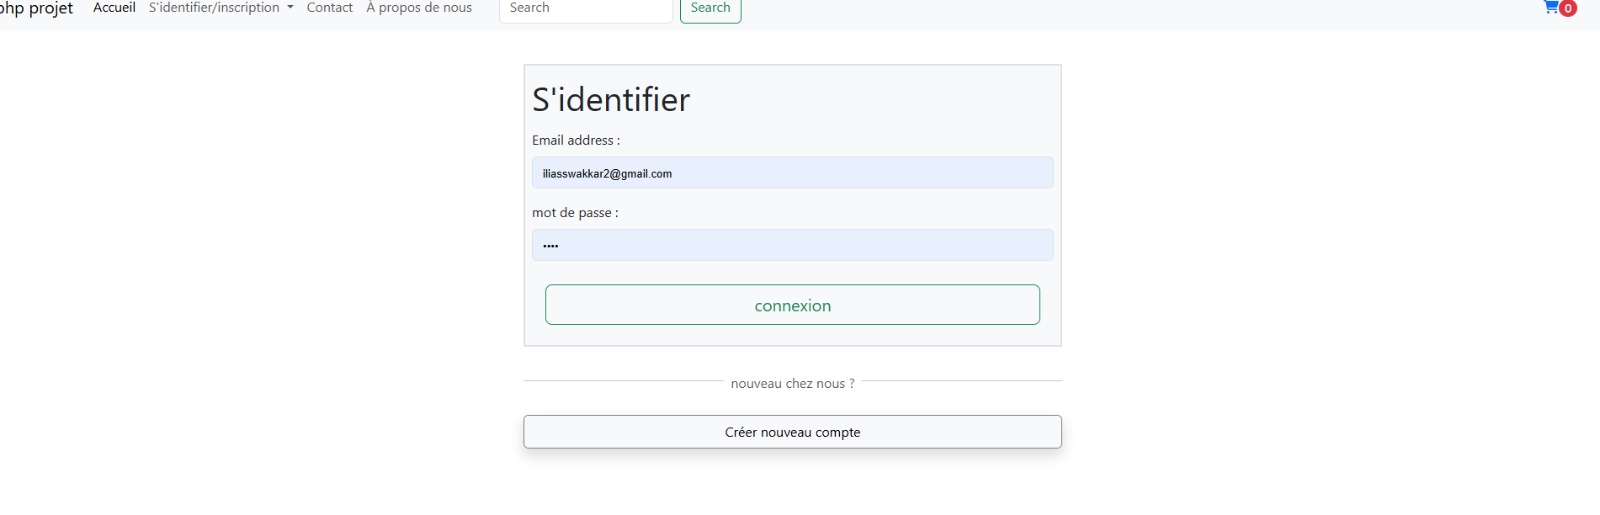 php projet Accueil S'identifier/inscription Contact À propos de nous Search Search 0
S'identifier
Email address :
iliasswakkar2@gmail.com
mot de passe :
••••
connexion
nouveau chez nous ?
Créer nouveau compte